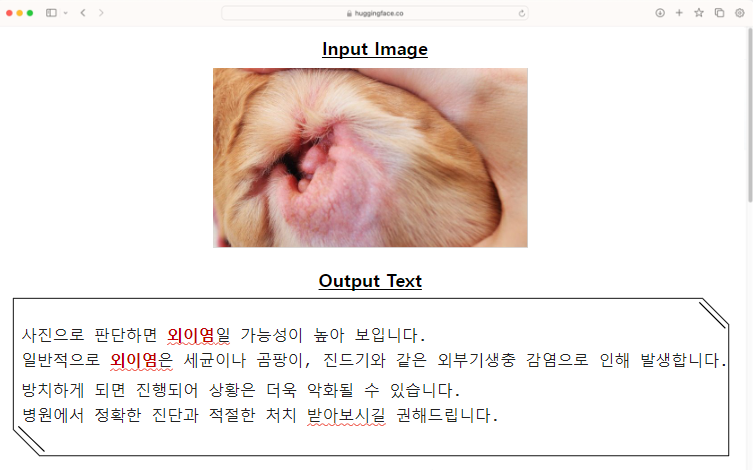 huggingface.co
Input Image
Output Text
사진으로 판단하면 외이염일 가능성이 높아 보입니다.
일반적으로 외이염은 세균이나 곰팡이, 진드기와 같은 외부기생충 감염으로 인해 발생합니다.
방치하게 되면 진행되어 상황은 더욱 악화될 수 있습니다.
병원에서 정확한 진단과 적절한 처치 받아보시길 권해드립니다.